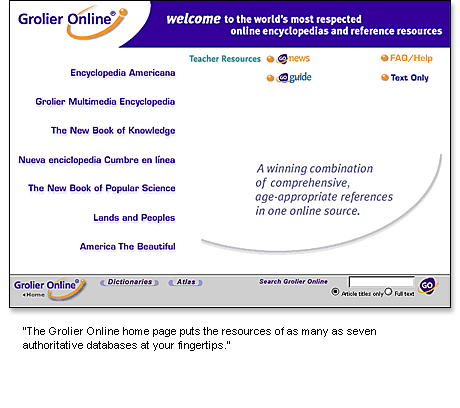 Grolier Online®
welcome to the world's most respected
online encyclopedias and reference resources
Teacher Resources
GO news
FAQ/Help
GO guide
Text Only
Encyclopedia Americana
Grolier Multimedia Encyclopedia
The New Book of Knowledge
Nueva enciclopedia Cumbre en línea
The New Book of Popular Science
Lands and Peoples
America The Beautiful
A winning combination
of comprehensive,
age-appropriate references
in one online source.
Grolier Online®
Home
Dictionaries
Atlas
Search Grolier Online
GO
Article titles only
Full text
"The Grolier Online home page puts the resources of as many as seven
authoritative databases at your fingertips."